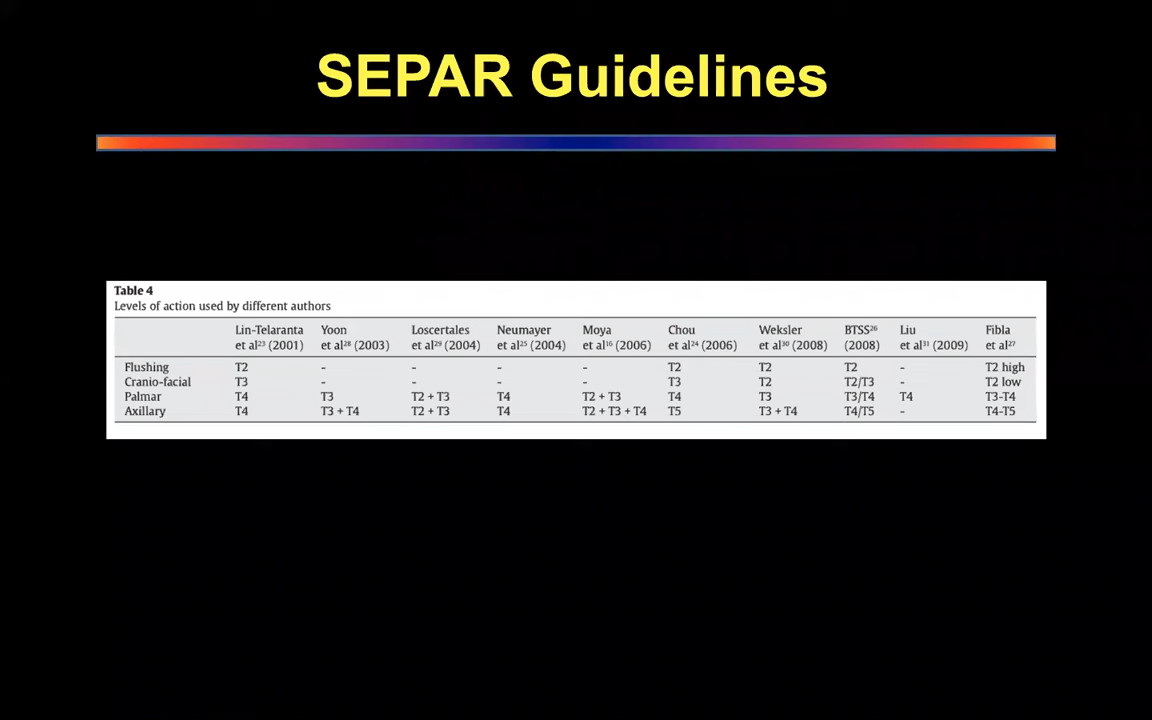 SEPAR Guidelines
Table 4
Levels of action used by different authors
Lin-Telaranta Yoon Loscertales Neumayer Moya Chou Weksler BTSS²⁶ Liu Fibla
et al²³ (2001) et al²⁸ (2003) et al²⁹ (2004) et al²⁵ (2004) et al¹⁶ (2006) et al²⁴ (2006) et al³⁰ (2008) (2008) et al³¹ (2009) et al²⁷
Flushing T2 - - - - T2 T2 T2 - T2 high
Cranio-facial T3 - - - - T3 T2 T2/T3 - T2 low
Palmar T4 T3 T2 + T3 T4 T2 + T3 T4 T3 T3/T4 T4 T3-T4
Axillary T4 T3 + T4 T2 + T3 T4 T2 + T3 + T4 T5 T3 + T4 T4/T5 - T4-T5